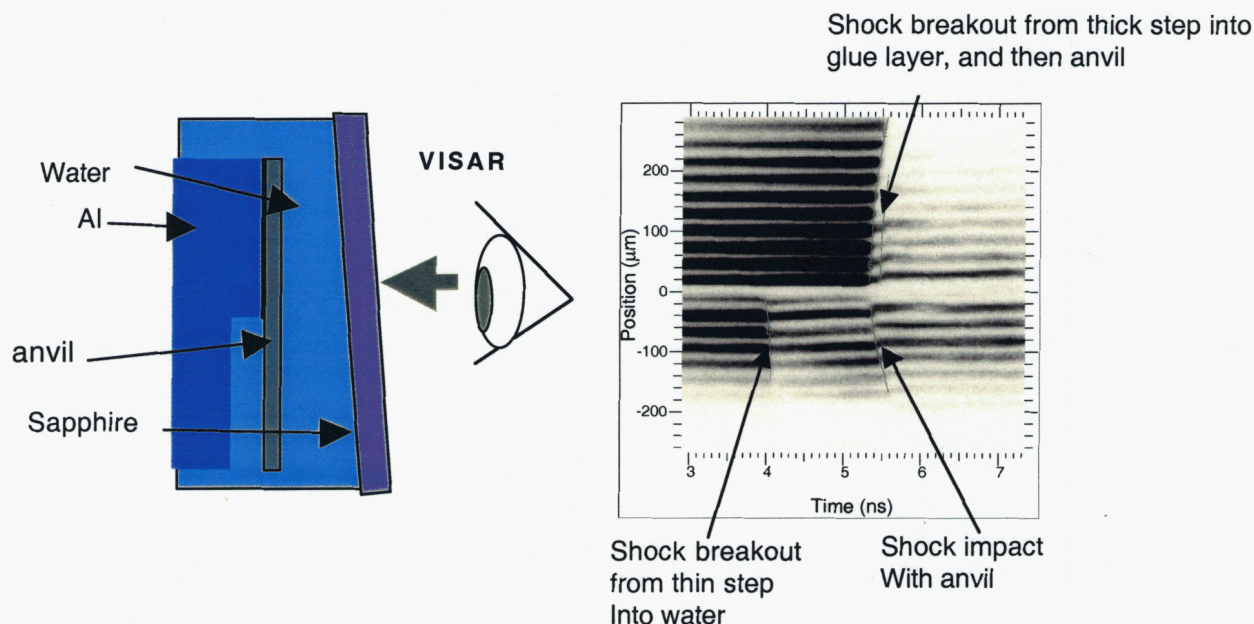 Shock breakout from thick step into
glue layer, and then anvil
Water
Al
anvil
Sapphire
VISAR
Position (μm)
200
100
0
-100
-200
3 4 5 6 7
Time (ns)
Shock breakout
from thin step
Into water
Shock impact
With anvil